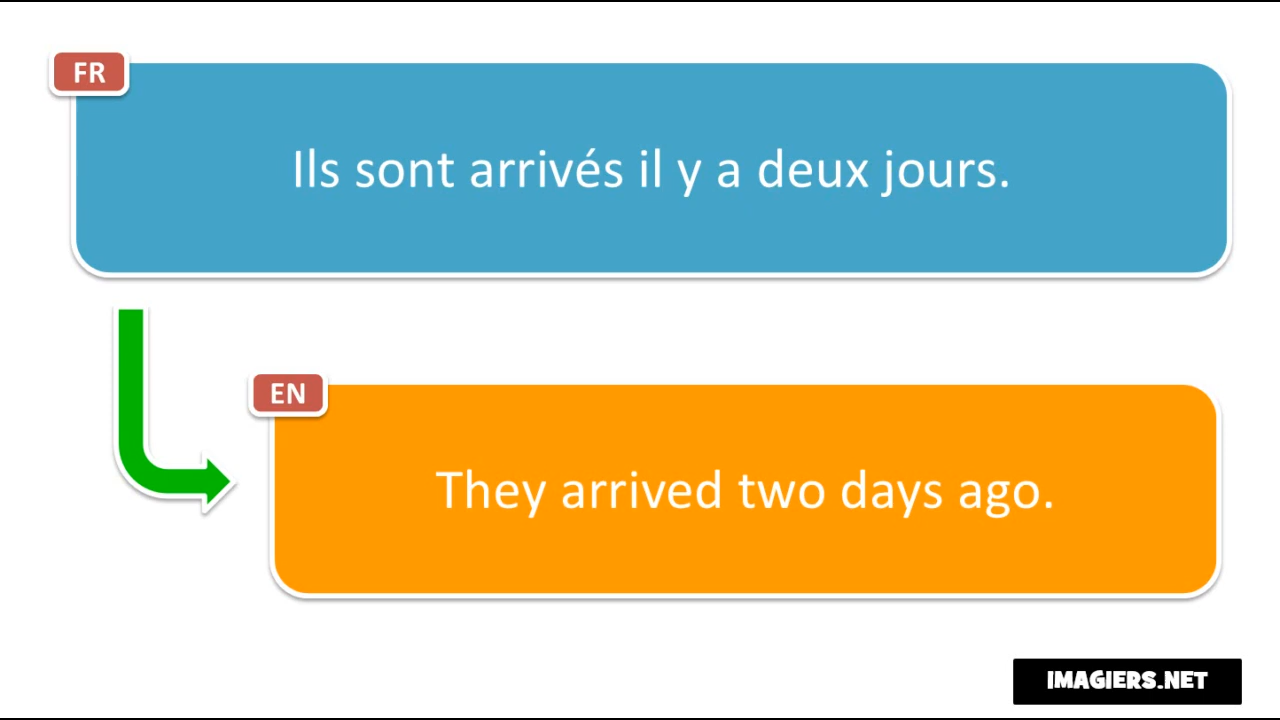 FR
Ils sont arrivés il y a deux jours.
EN
They arrived two days ago.
IMAGIERS.NET